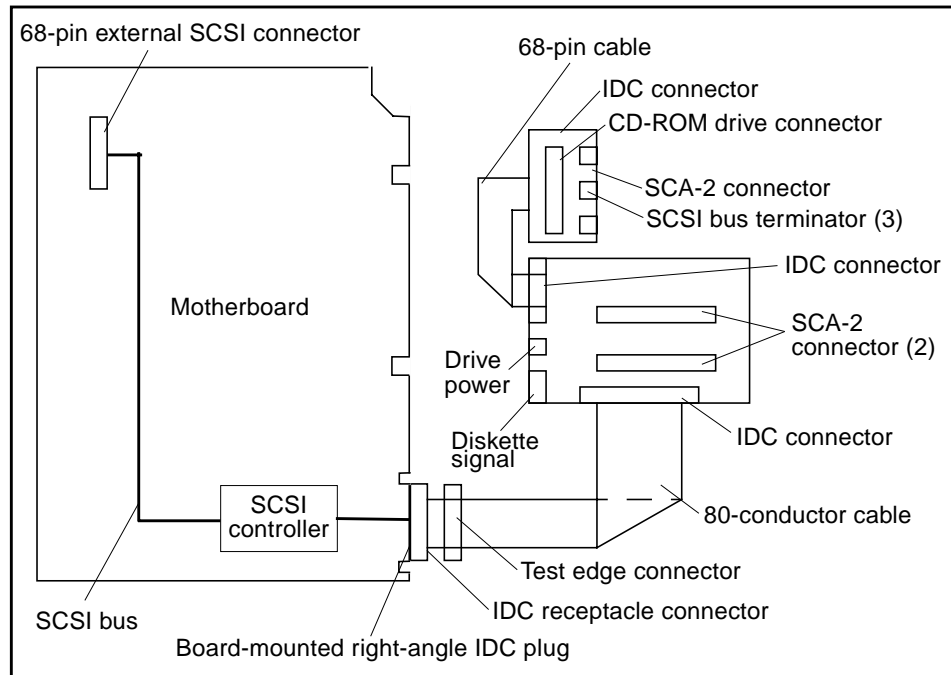 68-pin external SCSI connector
68-pin cable
IDC connector
CD-ROM drive connector
SCA-2 connector
SCSI bus terminator (3)
IDC connector
Motherboard
SCA-2
connector (2)
Drive
power
Diskette
signal
IDC connector
SCSI
controller
80-conductor cable
Test edge connector
IDC receptacle connector
SCSI bus
Board-mounted right-angle IDC plug